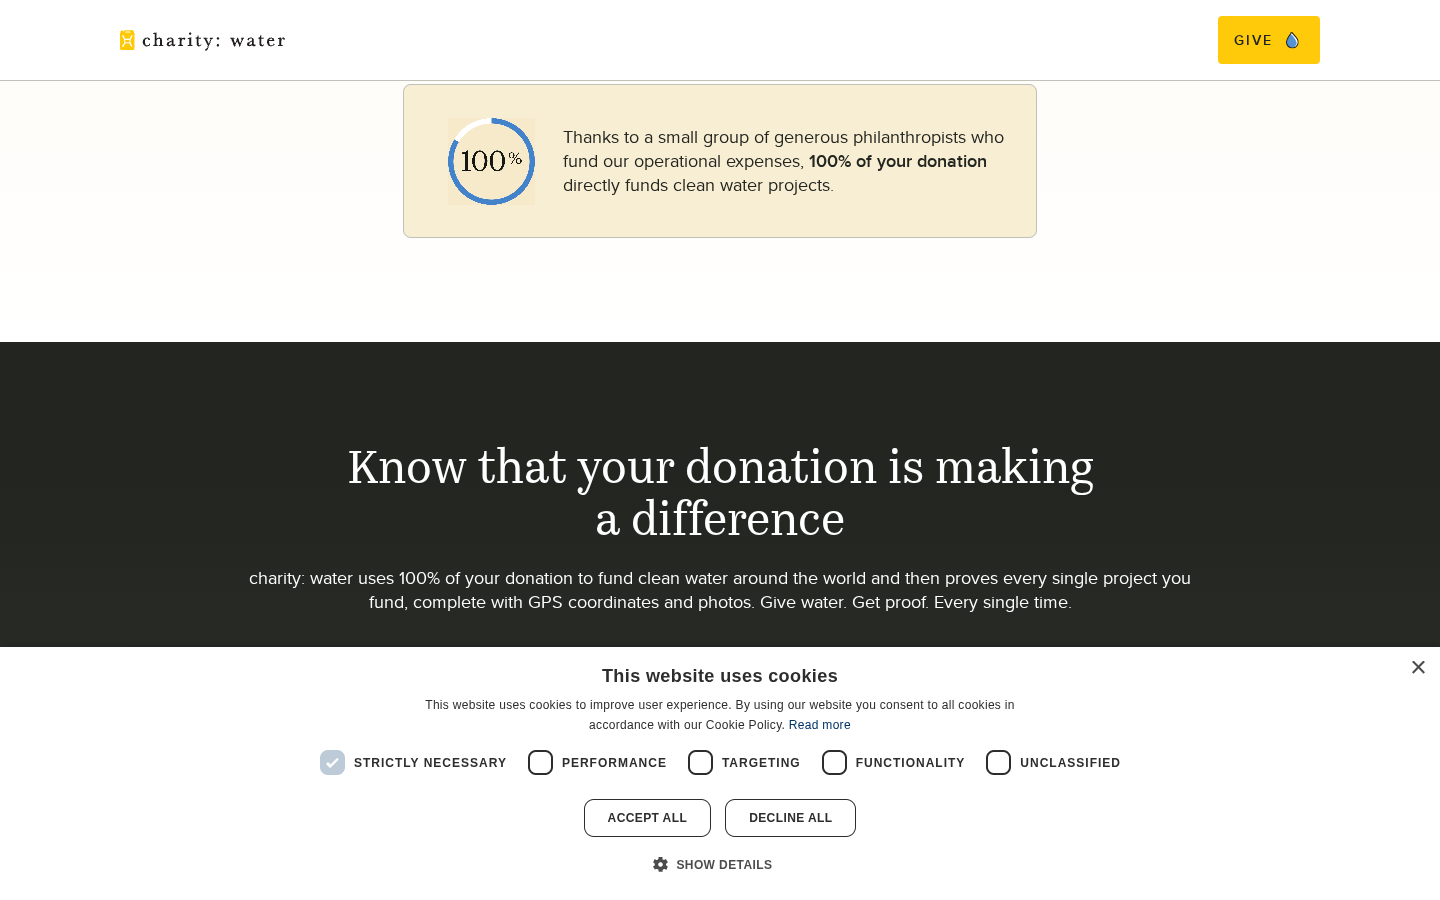 charity: water
GIVE
100%
Thanks to a small group of generous philanthropists who
fund our operational expenses, 100% of your donation
directly funds clean water projects.
Know that your donation is making
a difference
charity: water uses 100% of your donation to fund clean water around the world and then proves every single project you
fund, complete with GPS coordinates and photos. Give water. Get proof. Every single time.
This website uses cookies
This website uses cookies to improve user experience. By using our website you consent to all cookies in
accordance with our Cookie Policy. Read more
STRICTLY NECESSARY PERFORMANCE TARGETING FUNCTIONALITY UNCLASSIFIED
ACCEPT ALL DECLINE ALL
SHOW DETAILS